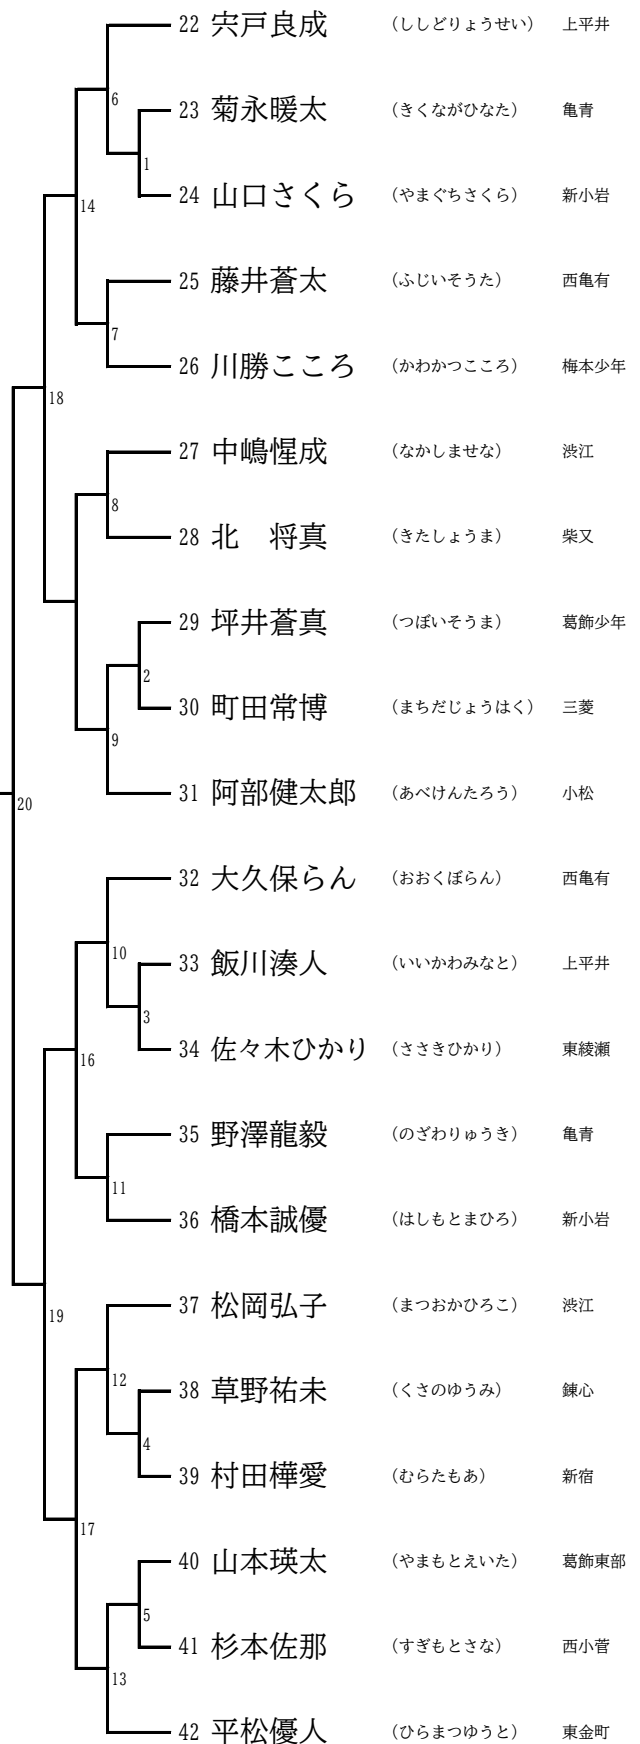 22 宍戸良成 （ししどりょうせい） 上平井
6
23 菊永暖太 （きくながひなた） 亀青
1
24 山口さくら （やまぐちさくら） 新小岩
14
25 藤井蒼太 （ふじいそうた） 西亀有
7
26 川勝こころ （かわかつこころ） 梅本少年
18
27 中嶋惺成 （なかしませな） 渋江
8
28 北　将真 （きたしょうま） 柴又
29 坪井蒼真 （つぼいそうま） 葛飾少年
2
30 町田常博 （まちだじょうはく） 三菱
9
31 阿部健太郎 （あべけんたろう） 小松
20
32 大久保らん （おおくぼらん） 西亀有
10
33 飯川湊人 （いいかわみなと） 上平井
3
34 佐々木ひかり （ささきひかり） 東綾瀬
16
35 野澤龍毅 （のざわりゅうき） 亀青
11
36 橋本誠優 （はしもとまひろ） 新小岩
37 松岡弘子 （まつおかひろこ） 渋江
19
12
38 草野祐未 （くさのゆうみ） 錬心
4
39 村田樺愛 （むらたもあ） 新宿
17
40 山本瑛太 （やまもとえいた） 葛飾東部
5
41 杉本佐那 （すぎもとさな） 西小菅
13
42 平松優人 （ひらまつゆうと） 東金町